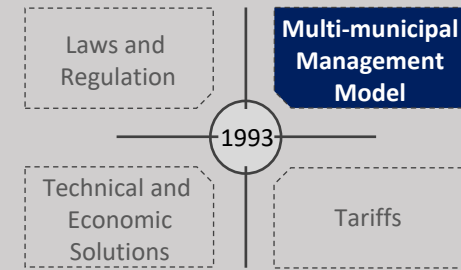 Laws and
Regulation
Multi-municipal
Management
Model
1993
Technical and
Economic
Solutions
Tariffs